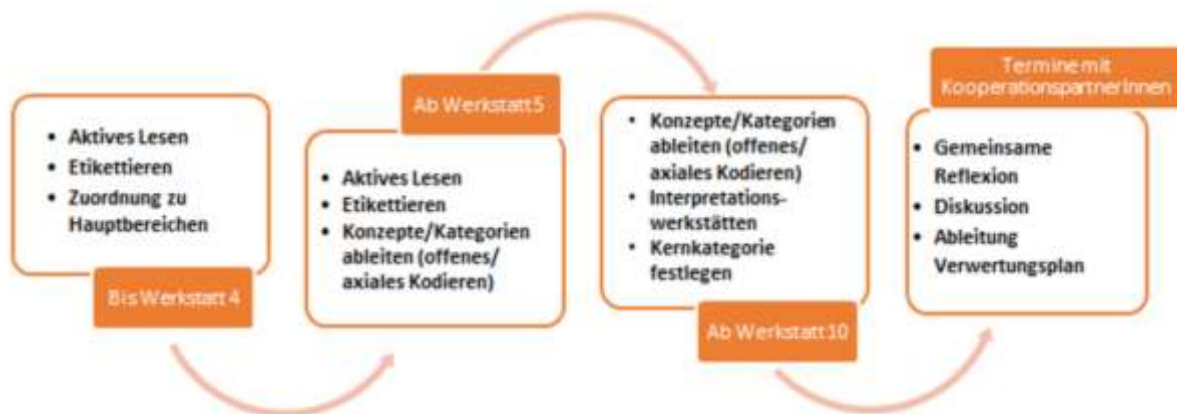 • Aktives Lesen
• Etikettieren
• Zuordnung zu
Hauptbereichen
Bis Werkstatt 4
Ab Werkstatt 5
• Aktives Lesen
• Etikettieren
• Konzepte/Kategorien
ableiten (offenes/
axiales Kodieren)
• Konzepte/Kategorien
ableiten (offenes/
axiales Kodieren)
• Interpretations-
werkstätten
• Kernkategorie
festlegen
Ab Werkstatt 10
Termine mit
KooperationspartnerInnen
• Gemeinsame
Reflexion
• Diskussion
• Ableitung
Verwertungsplan